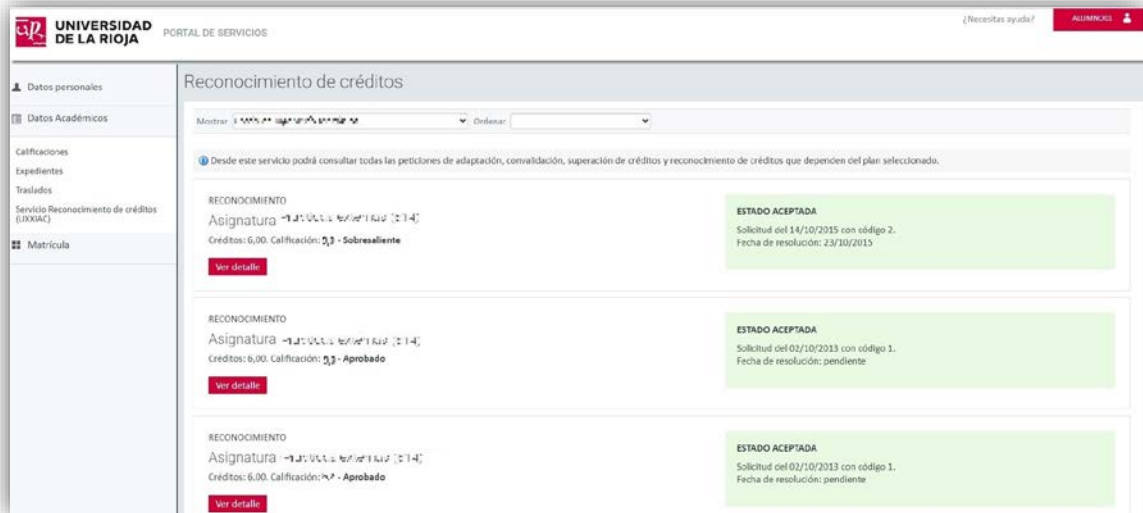 UNIVERSIDAD
DE LA RIOJA
PORTAL DE SERVICIOS
¿Necesitas ayuda?
Datos personales
Datos Académicos
Calificaciones
Expedientes
Traslados
Servicio Reconocimiento de créditos
(UXXIAC)
Matrícula
Reconocimiento de créditos
Mostrar
Ordenar
Desde este servicio podrá consultar todas las peticiones de adaptación, convalidación, superación de créditos y reconocimiento de créditos que dependen del plan seleccionado.
RECONOCIMIENTO
Asignatura
Créditos: 6,00. Calificación: - Sobresaliente
Ver detalle
ESTADO ACEPTADA
Solicitud del 14/10/2015 con código 2.
Fecha de resolución: 23/10/2015
RECONOCIMIENTO
Asignatura
Créditos: 6,00. Calificación: - Aprobado
Ver detalle
ESTADO ACEPTADA
Solicitud del 02/10/2013 con código 1.
Fecha de resolución: pendiente
RECONOCIMIENTO
Asignatura
Créditos: 6,00. Calificación: - Aprobado
Ver detalle
ESTADO ACEPTADA
Solicitud del 02/10/2013 con código 1.
Fecha de resolución: pendiente